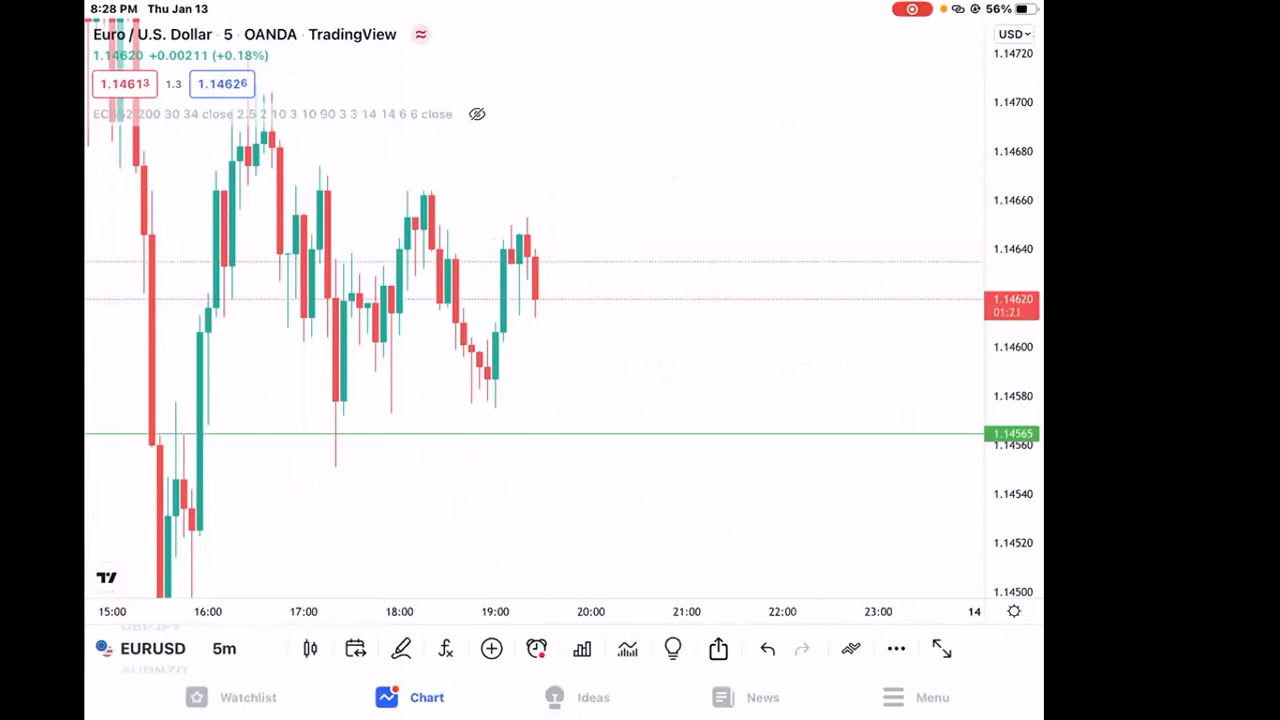 8:28 PM Thu Jan 13 56%
Euro / U.S. Dollar · 5 · OANDA · TradingView
USD
1.14620 +0.00211 (+0.18%)
1.14613 1.3 1.14626
200 30 34 close 2.5 2 10 3 10 90 3 3 14 14 6 6 close
1.14720
1.14700
1.14680
1.14660
1.14640
1.14620
01:21
1.14600
1.14580
1.14565
1.14560
1.14540
1.14520
1.14500
15:00 16:00 17:00 18:00 19:00 20:00 21:00 22:00 23:00 14
GBPJPY
EURUSD 5m
AUDNZD
Watchlist Chart Ideas News Menu